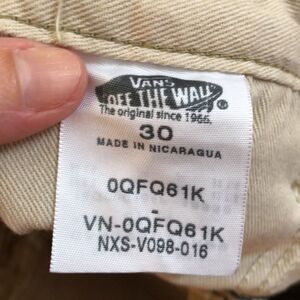 VANS
OFF THE WALL
The original since 1966.
30
MADE IN NICARAGUA
0QFQ61K
-
VN-0QFQ61K
NXS-V098-016